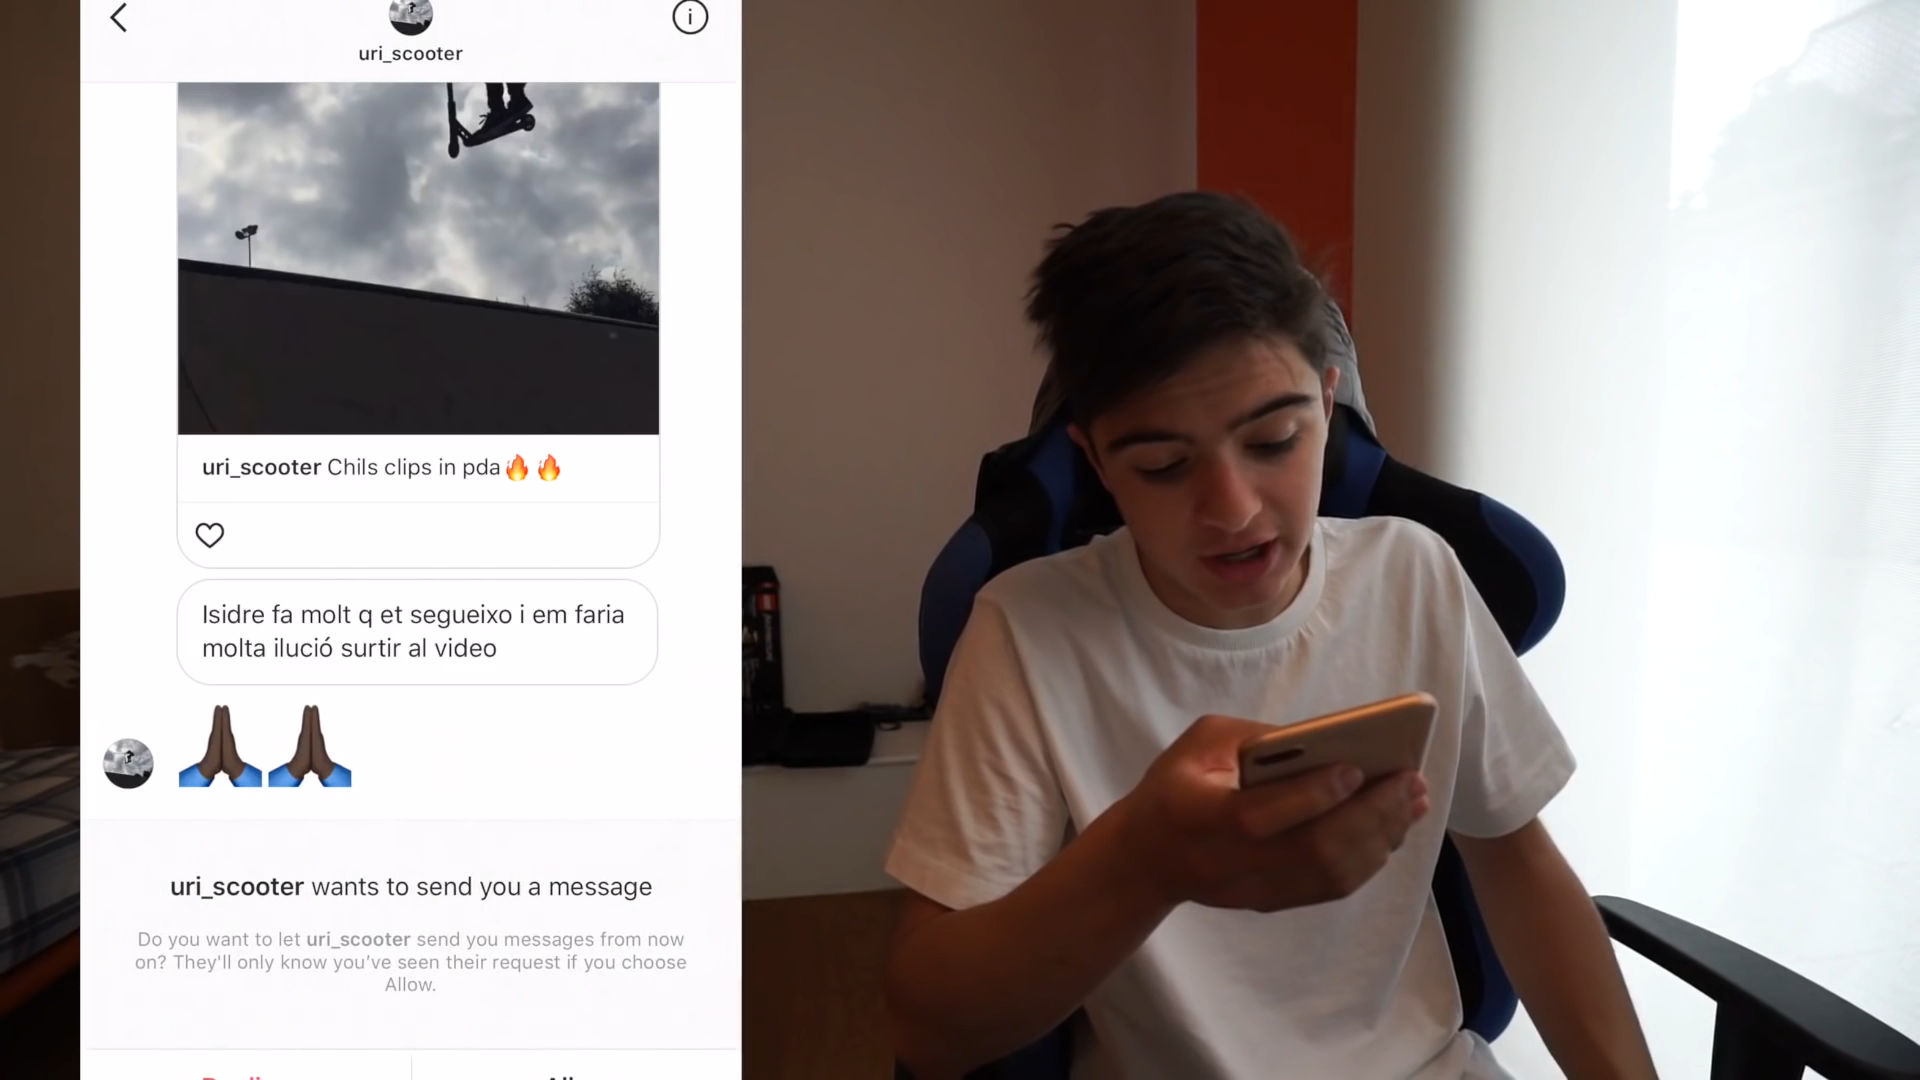 uri_scooter
uri_scooter Chils clips in pda🔥🔥
Isidre fa molt q et segueixo i em faria
molta ilució surtir al video
🙏🏿🙏🏿
uri_scooter wants to send you a message
Do you want to let uri_scooter send you messages from now
on? They'll only know you've seen their request if you choose
Allow.